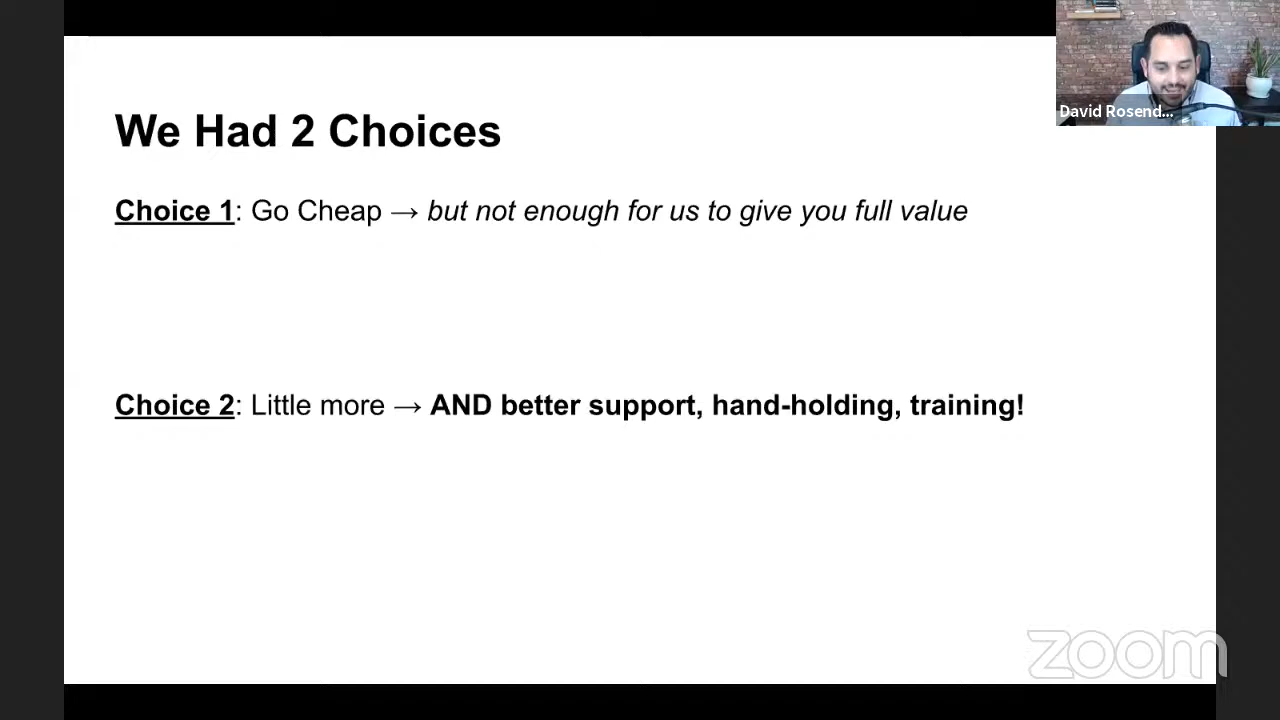 David Rosend...
We Had 2 Choices
Choice 1: Go Cheap → but not enough for us to give you full value
Choice 2: Little more → AND better support, hand-holding, training!
zoom